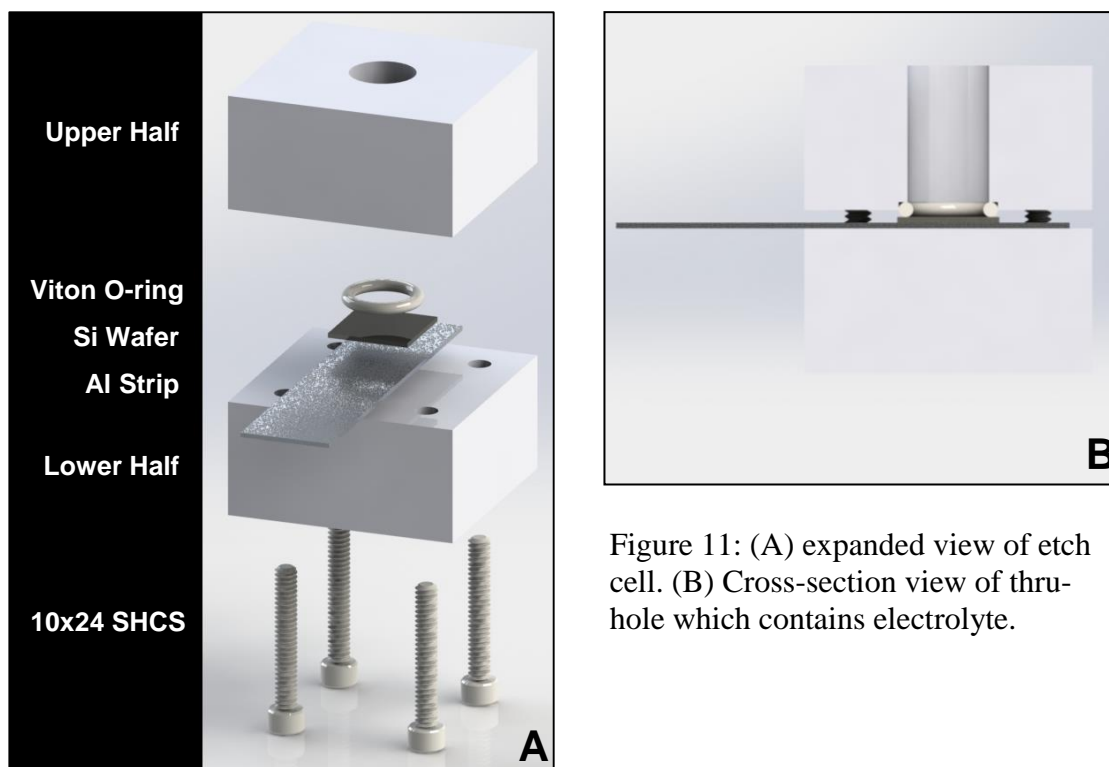 Upper Half
Viton O-ring
Si Wafer
Al Strip
Lower Half
10x24 SHCS
A
B
Figure 11: (A) expanded view of etch
cell. (B) Cross-section view of thru-
hole which contains electrolyte.